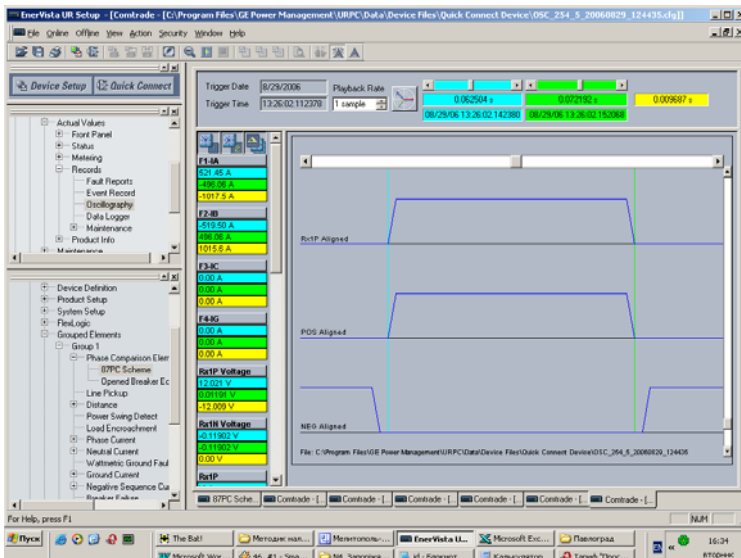 EnerVista UR Setup - [Comtrade - [C:\Program Files\GE Power Management\URPC\Data\Device Files\Quick Connect Device\OSC_254_5_20060829_124435.cfg]]
File Online Offline View Action Security Window Help
Device Setup Quick Connect
Trigger Date 8/29/2006 Playback Rate
Trigger Time 13:26:02.112378 1 sample
0.062504 s 0.072192 s 0.009687 s
08/29/06 13:26:02.142380 08/29/06 13:26:02.152068
Actual Values
Front Panel
Status
Metering
Records
Fault Reports
Event Record
Oscillography
Data Logger
Maintenance
Product Info
Maintenance
Device Definition
Product Setup
System Setup
FlexLogic
Grouped Elements
Group 1
Phase Comparison Elem
87PC Scheme
Opened Breaker Ec
Line Pickup
Distance
Power Swing Detect
Load Encroachment
Phase Current
Neutral Current
Wattmetric Ground Faul
Ground Current
Negative Sequence Cur
Breaker Failure
F1-IA
521.45 A
-496.06 A
-1017.5 A
F2-IB
-519.50 A
496.06 A
1015.6 A
F3-IC
0.00 A
0.00 A
0.00 A
F4-IG
0.00 A
0.00 A
0.00 A
Rx1P Voltage
12.021 V
0.01191 V
-12.009 V
Rx1N Voltage
-0.11902 V
-0.11902 V
0.00 V
Rx1P
Rx1P Aligned
POS Aligned
NEG Aligned
File: C:\Program Files\GE Power Management\URPC\Data\Device Files\Quick Connect Device\OSC_254_5_20060829_124435
87PC Sche... Comtrade - [... Comtrade - [... Comtrade - [... Comtrade - [... Comtrade - [... Comtrade - [...
For Help, press F1 NUM
Пуск The Bat! Методик нал... Мелитополь-... EnerVista U... Microsoft Exc... Павлоград 16:34
Microsoft Wor... Калькулятор вторник